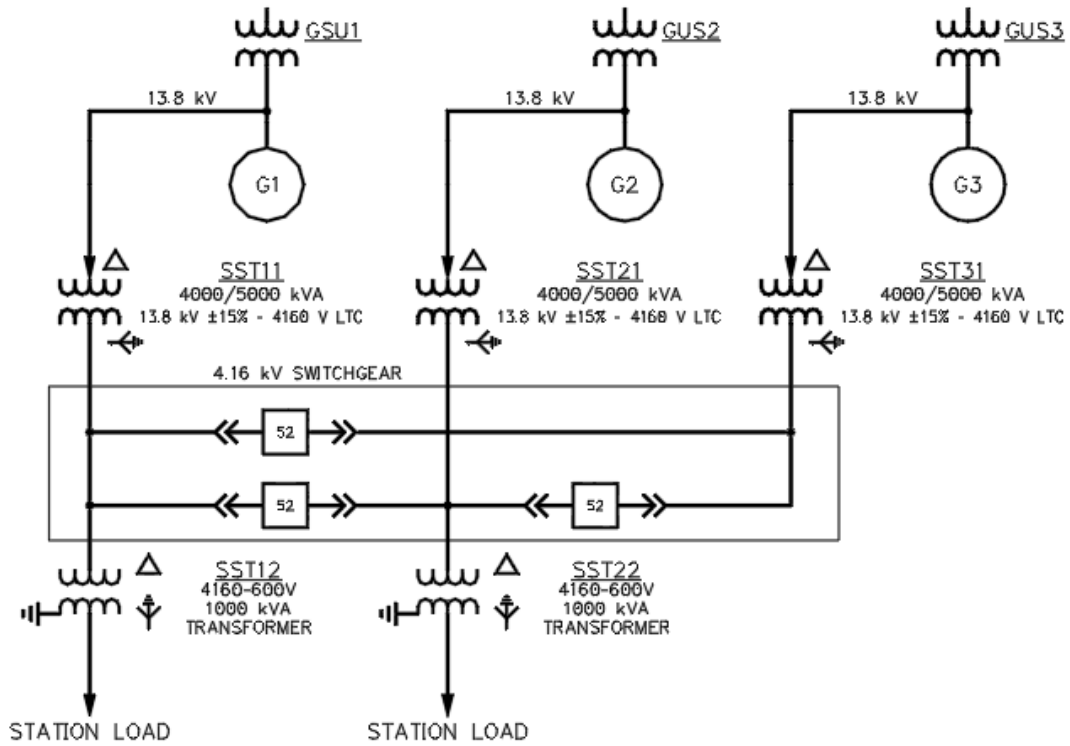 GSU1
GUS2
GUS3
13.8 kV
13.8 kV
13.8 kV
G1
G2
G3
SST11
4000/5000 kVA
13.8 kV ±15% - 4160 V LTC
SST21
4000/5000 kVA
13.8 kV ±15% - 4160 V LTC
SST31
4000/5000 kVA
13.8 kV ±15% - 4160 V LTC
4.16 kV SWITCHGEAR
52
52
52
SST12
4160-600V
1000 kVA
TRANSFORMER
SST22
4160-600V
1000 kVA
TRANSFORMER
STATION LOAD
STATION LOAD